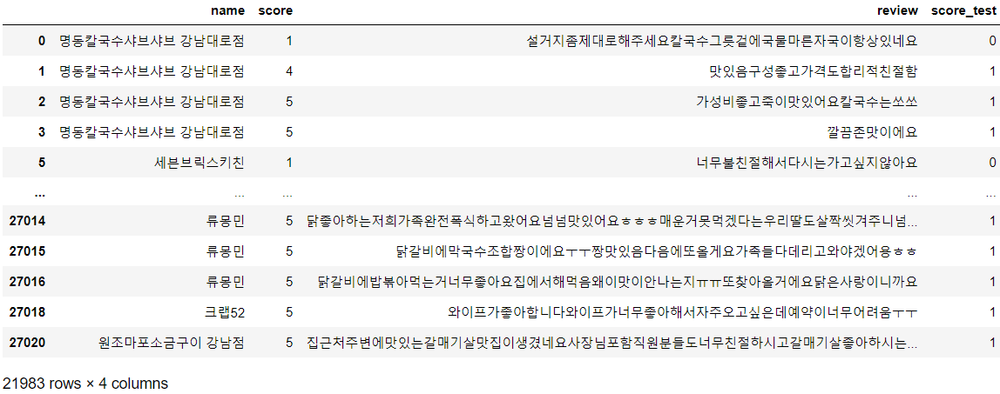 name score review score_test
0 명동칼국수샤브샤브 강남대로점 1 설거지좀제대로해주세요칼국수그릇겉에국물마른자국이항상있네요 0
1 명동칼국수샤브샤브 강남대로점 4 맛있음구성좋고가격도합리적친절함 1
2 명동칼국수샤브샤브 강남대로점 5 가성비좋고죽이맛있어요칼국수는쏘쏘 1
3 명동칼국수샤브샤브 강남대로점 5 깔끔존맛이에요 1
5 세븐브릭스키친 1 너무불친절해서다시는가고싶지않아요 0
... ... ... ... ...
27014 류몽민 5 닭좋아하는저희가족완전폭식하고왔어요넘넘맛있어요ㅎㅎㅎ매운거못먹겠다는우리딸도살짝씻겨주니넘... 1
27015 류몽민 5 닭갈비에막국수조합짱이에요ㅜㅜ짱맛있음다음에또올게요가족들다데리고와야겠어용ㅎㅎ 1
27016 류몽민 5 닭갈비에밥볶아먹는거너무좋아요집에서해먹음왜이맛이안나는지ㅠㅠ또찾아올거에요닭은사랑이니까요 1
27018 크랩52 5 와이프가좋아합니다와이프가너무좋아해서자주오고싶은데예약이너무어려움ㅜㅜ 1
27020 원조마포소금구이 강남점 5 집근처주변에맛있는갈매기살맛집이생겼네요사장님포함직원분들도너무친절하시고갈매기살좋아하시는... 1
21983 rows × 4 columns